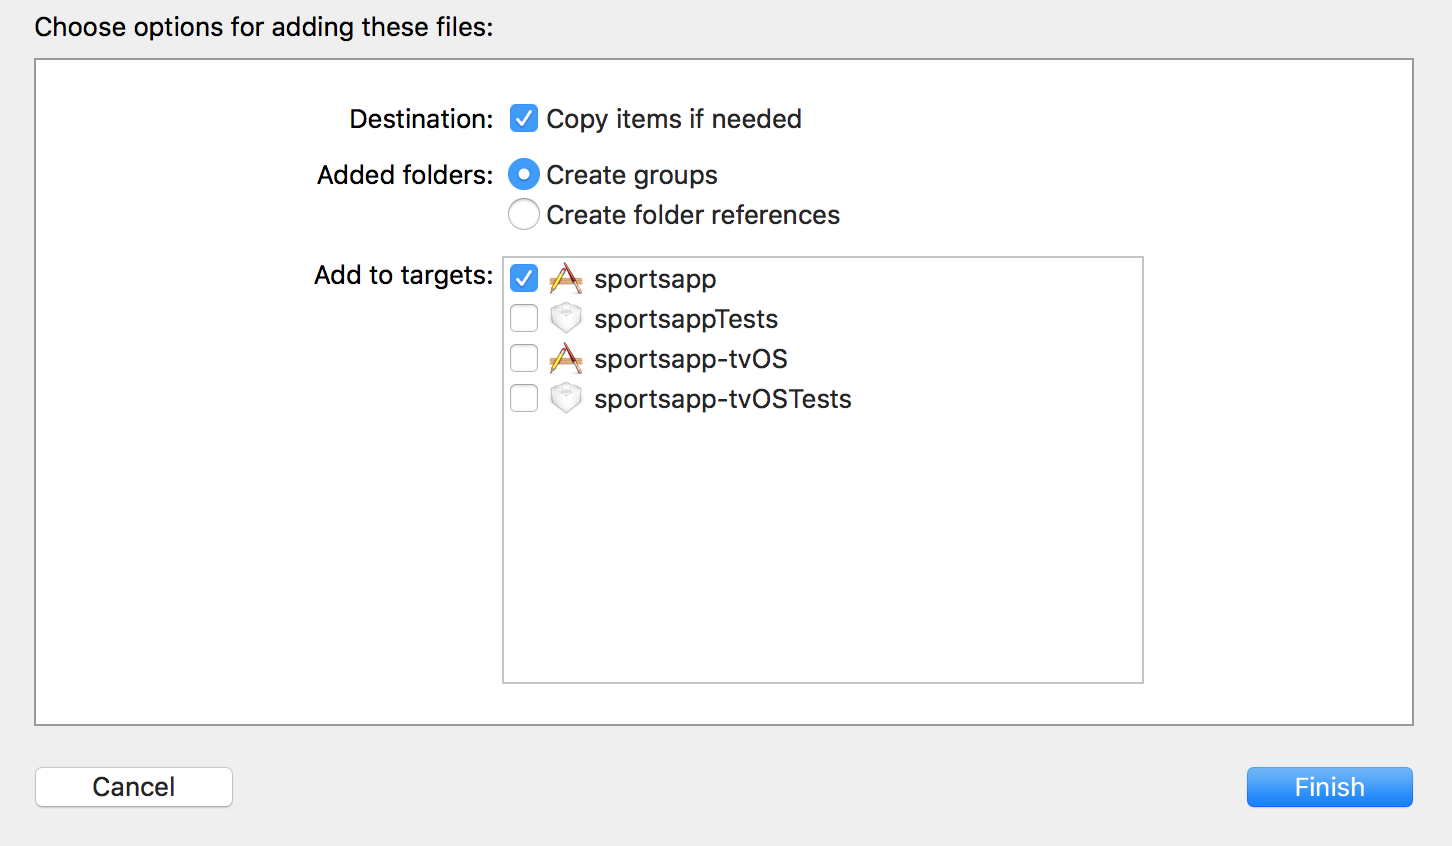 Choose options for adding these files:
Destination: Copy items if needed
Added folders: Create groups
Create folder references
Add to targets: sportsapp
sportsappTests
sportsapp-tvOS
sportsapp-tvOSTests
Cancel Finish